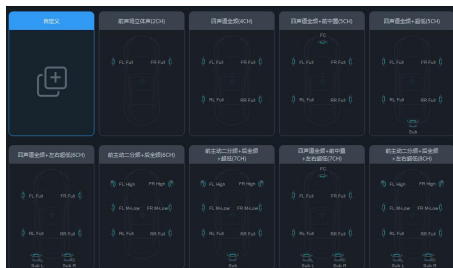 自定义
前声场立体声(2CH)
四声道全频(4CH)
四声道全频+前中置(5CH)
四声道全频+超低(5CH)
FL Full FR Full
FL Full FR Full
RL Full RR Full
FC
FL Full FR Full
RL Full RR Full
FL Full FR Full
RL Full RR Full
Sub
四声道全频+左右超低(6CH)
前主动二分频+后全频(6CH)
前主动二分频+后全频
+超低(7CH)
四声道全频+前中置
+左右超低(7CH)
前主动二分频+后全频
+左右超低(8CH)
FL Full FR Full
RL Full RR Full
Sub L Sub R
FL High FR High
FL M-Low FR M-Low
RL Full RR Full
FL High FR High
FL M-Low FR M-Low
RL Full RR Full
Sub
FC
FL Full FR Full
RL Full RR Full
Sub L Sub R
FL High FR High
FL M-Low FR M-Low
RL Full RR Full
Sub L Sub R